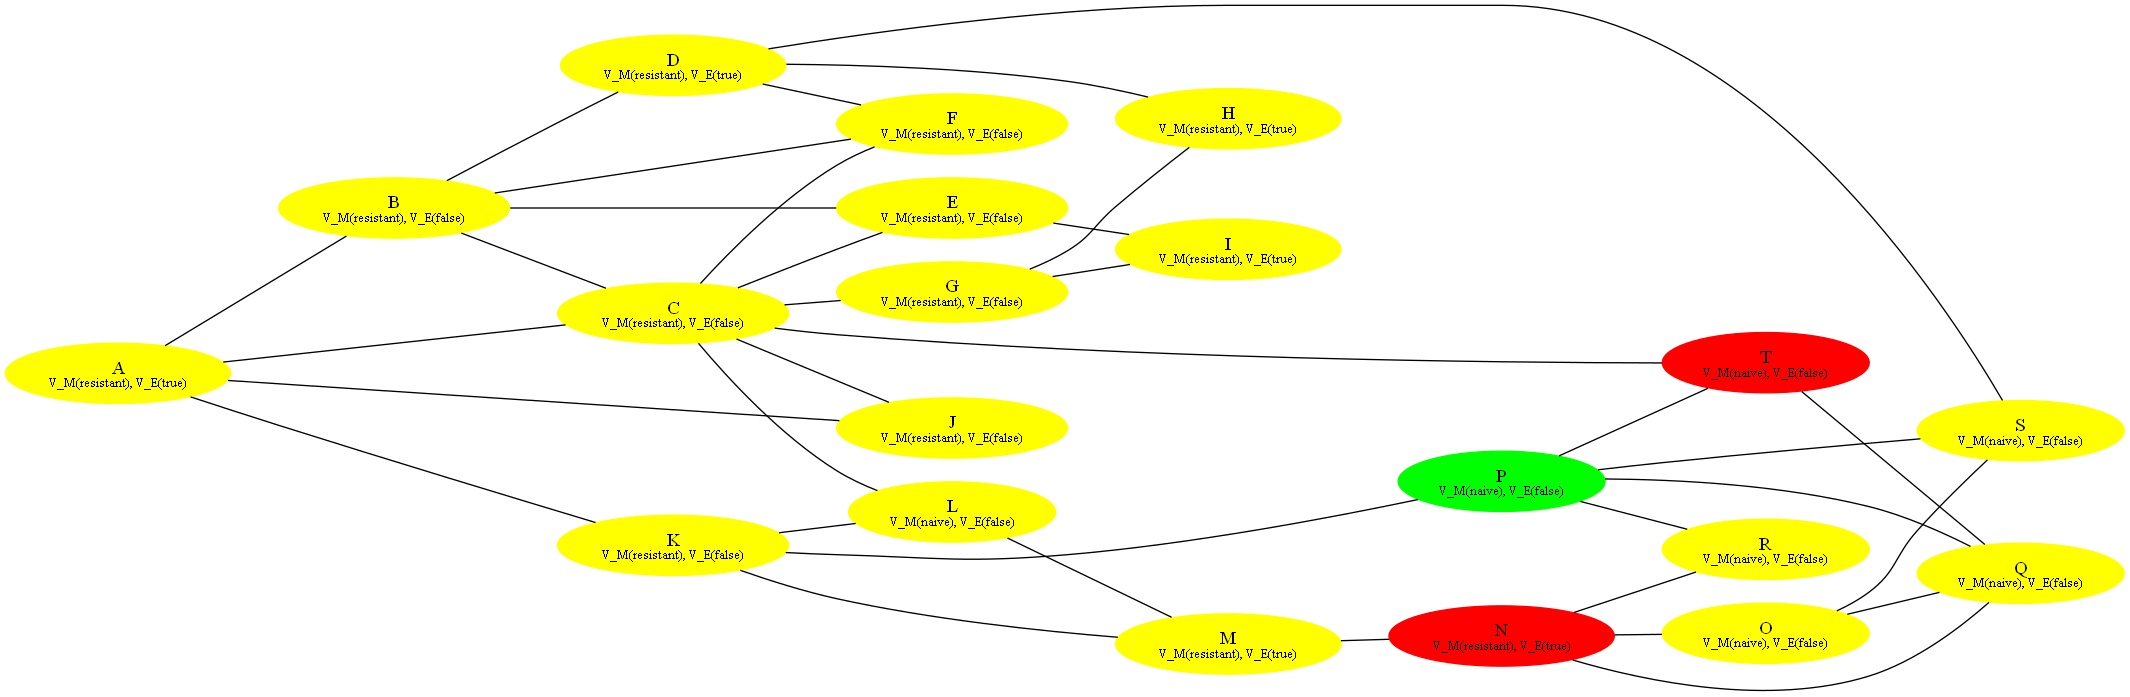 D
V_M(resistant), V_E(true)
F
V_M(resistant), V_E(false)
H
V_M(resistant), V_E(true)
B
V_M(resistant), V_E(false)
E
V_M(resistant), V_E(false)
I
V_M(resistant), V_E(true)
G
V_M(resistant), V_E(false)
C
V_M(resistant), V_E(false)
A
V_M(resistant), V_E(true)
T
V_M(naive), V_E(false)
J
V_M(resistant), V_E(false)
S
V_M(naive), V_E(false)
P
V_M(naive), V_E(false)
L
V_M(naive), V_E(false)
K
V_M(resistant), V_E(false)
R
V_M(naive), V_E(false)
Q
V_M(naive), V_E(false)
M
V_M(resistant), V_E(true)
N
V_M(resistant), V_E(true)
O
V_M(naive), V_E(false)